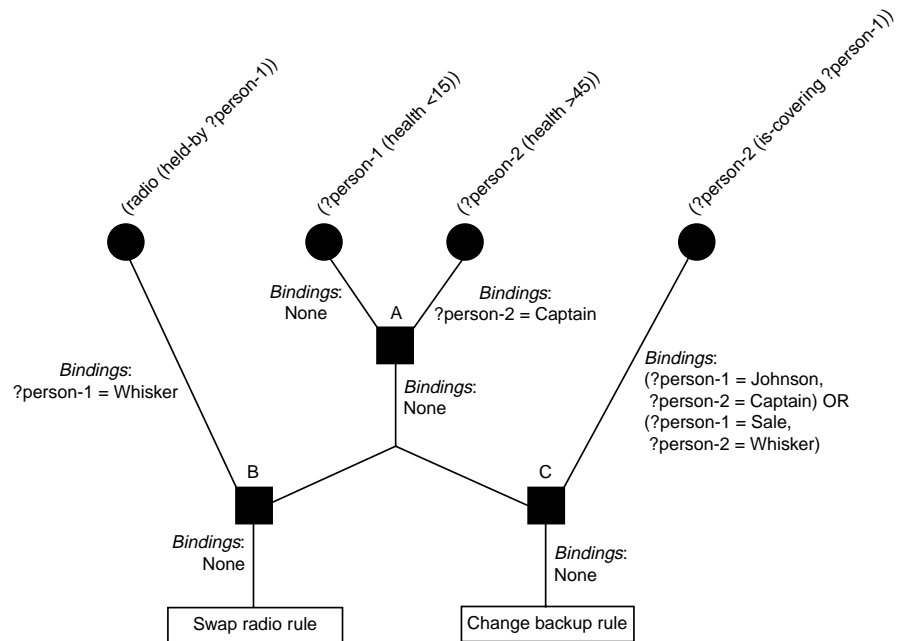 (radio (held-by ?person-1))
(?person-1 (health <15))
(?person-2 (health >45))
(?person-2 (is-covering ?person-1))
Bindings:
None
A
Bindings:
?person-2 = Captain
Bindings:
?person-1 = Whisker
Bindings:
None
Bindings:
(?person-1 = Johnson,
?person-2 = Captain) OR
(?person-1 = Sale,
?person-2 = Whisker)
B
C
Bindings:
None
Bindings:
None
Swap radio rule
Change backup rule